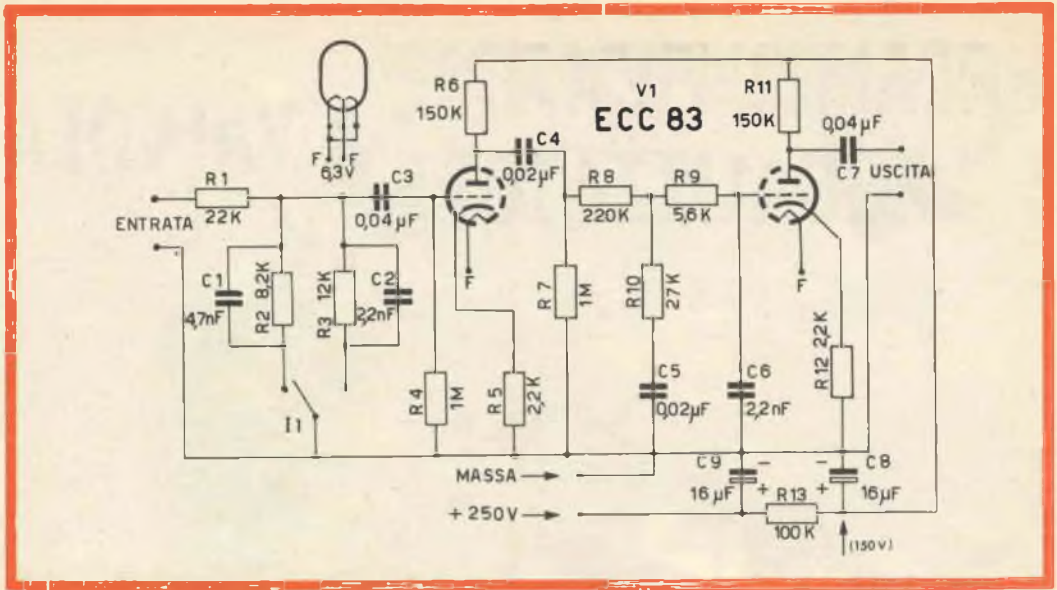 V1
ECC 83
F F
6,3V
R1
22K
ENTRATA
C1
4,7nF
R2 8,2K
R3 12K
C2
2,2nF
I1
C3
0,04µF
R6
150K
C4
0,02µF
F
R4 1M
R5 2,2K
R7 1M
R8
220K
R9
5,6K
R10 27K
C5
0,02µF
C6
2,2nF
R11
150K
0,04µF
C7 USCITA
F
R12 2,2K
MASSA
+ 250V
C9
−
+
16µF
R13
100K
C8
−
+
16µF
(150V)